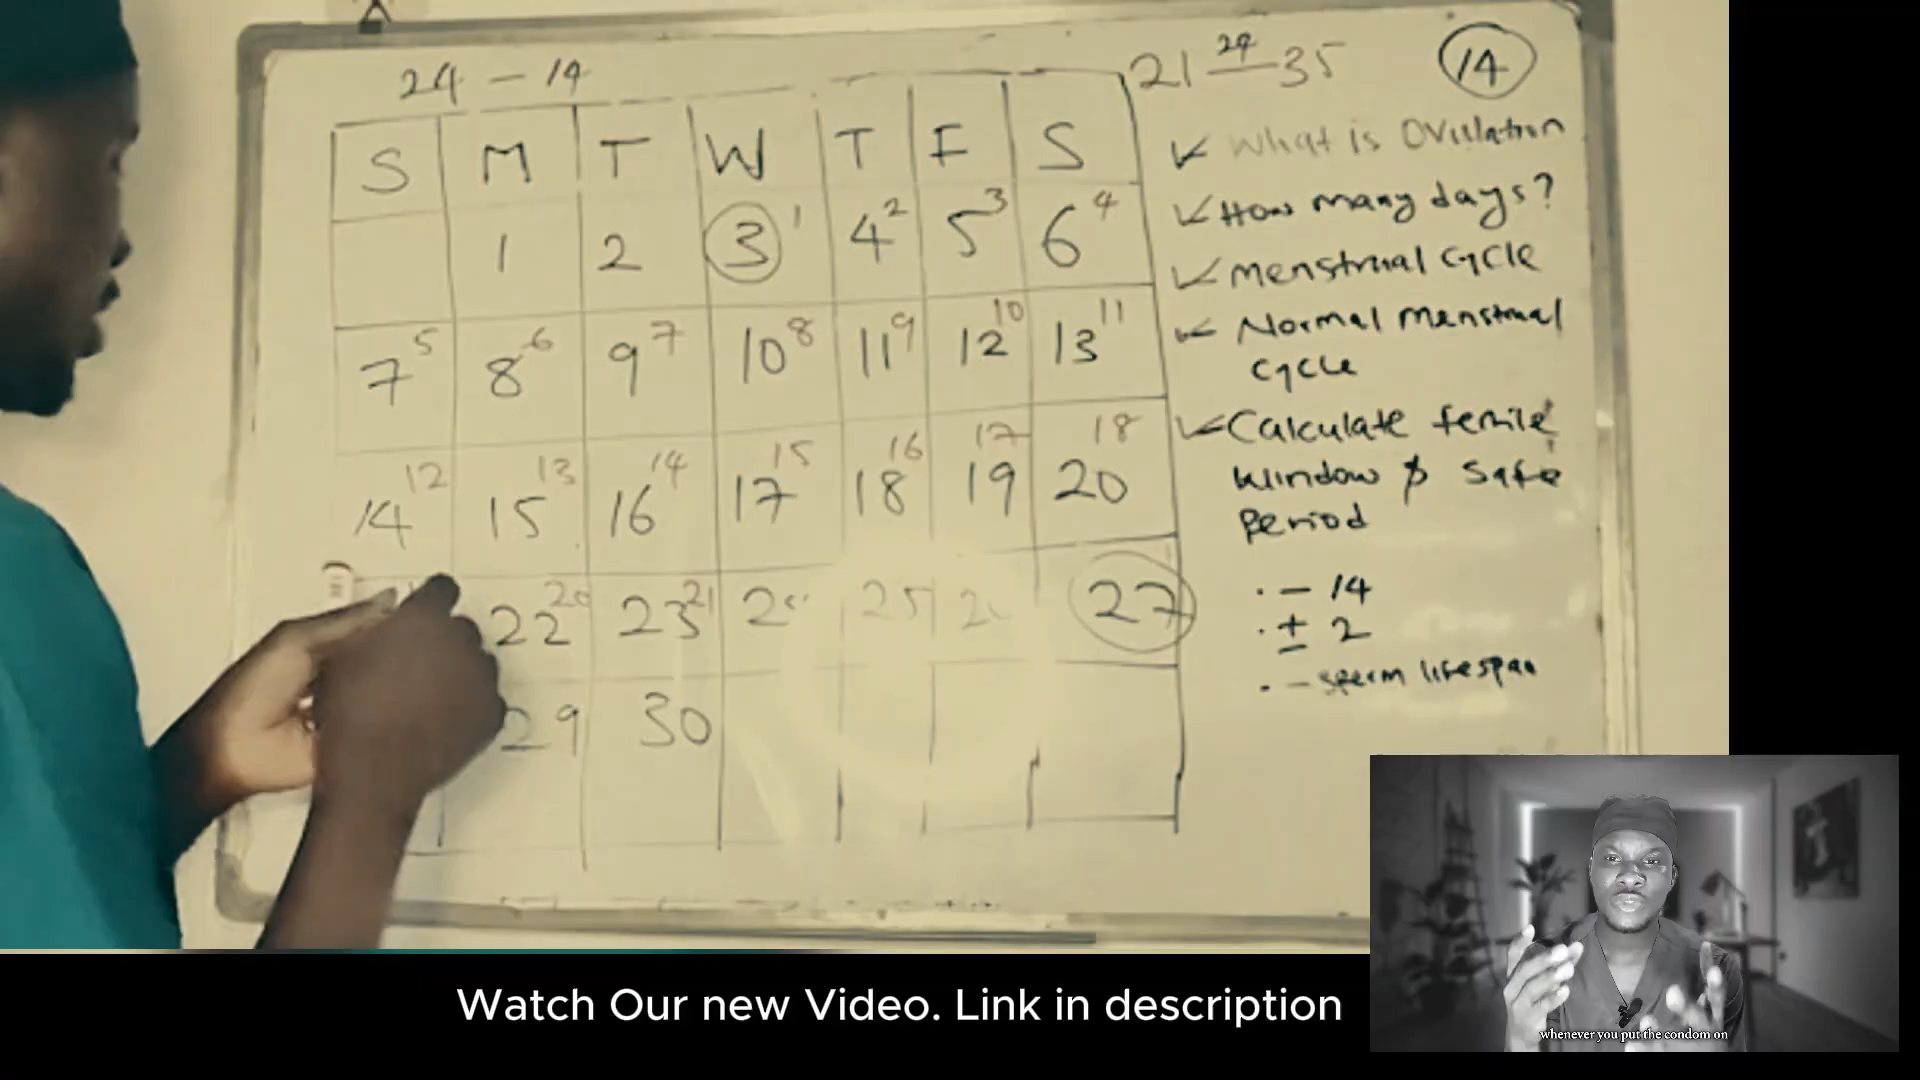 24 - 14
21 29 35
14
S M T W T F S
1 2 3 1 4 2 5 3 6 4
7 5 8 6 9 7 10 8 11 9 12 10 13 11
14 12 15 13 16 14 17 15 18 16 19 17 20 18
22 20 23 21 25 27
29 30
What is Ovulation
How many days?
Menstrual cycle
Normal Menstrual
cycle
Calculate fertile
Window & Safe
Period
- 14
± 2
- sperm lifespan
Watch Our new Video. Link in description
whenever you put the condom on